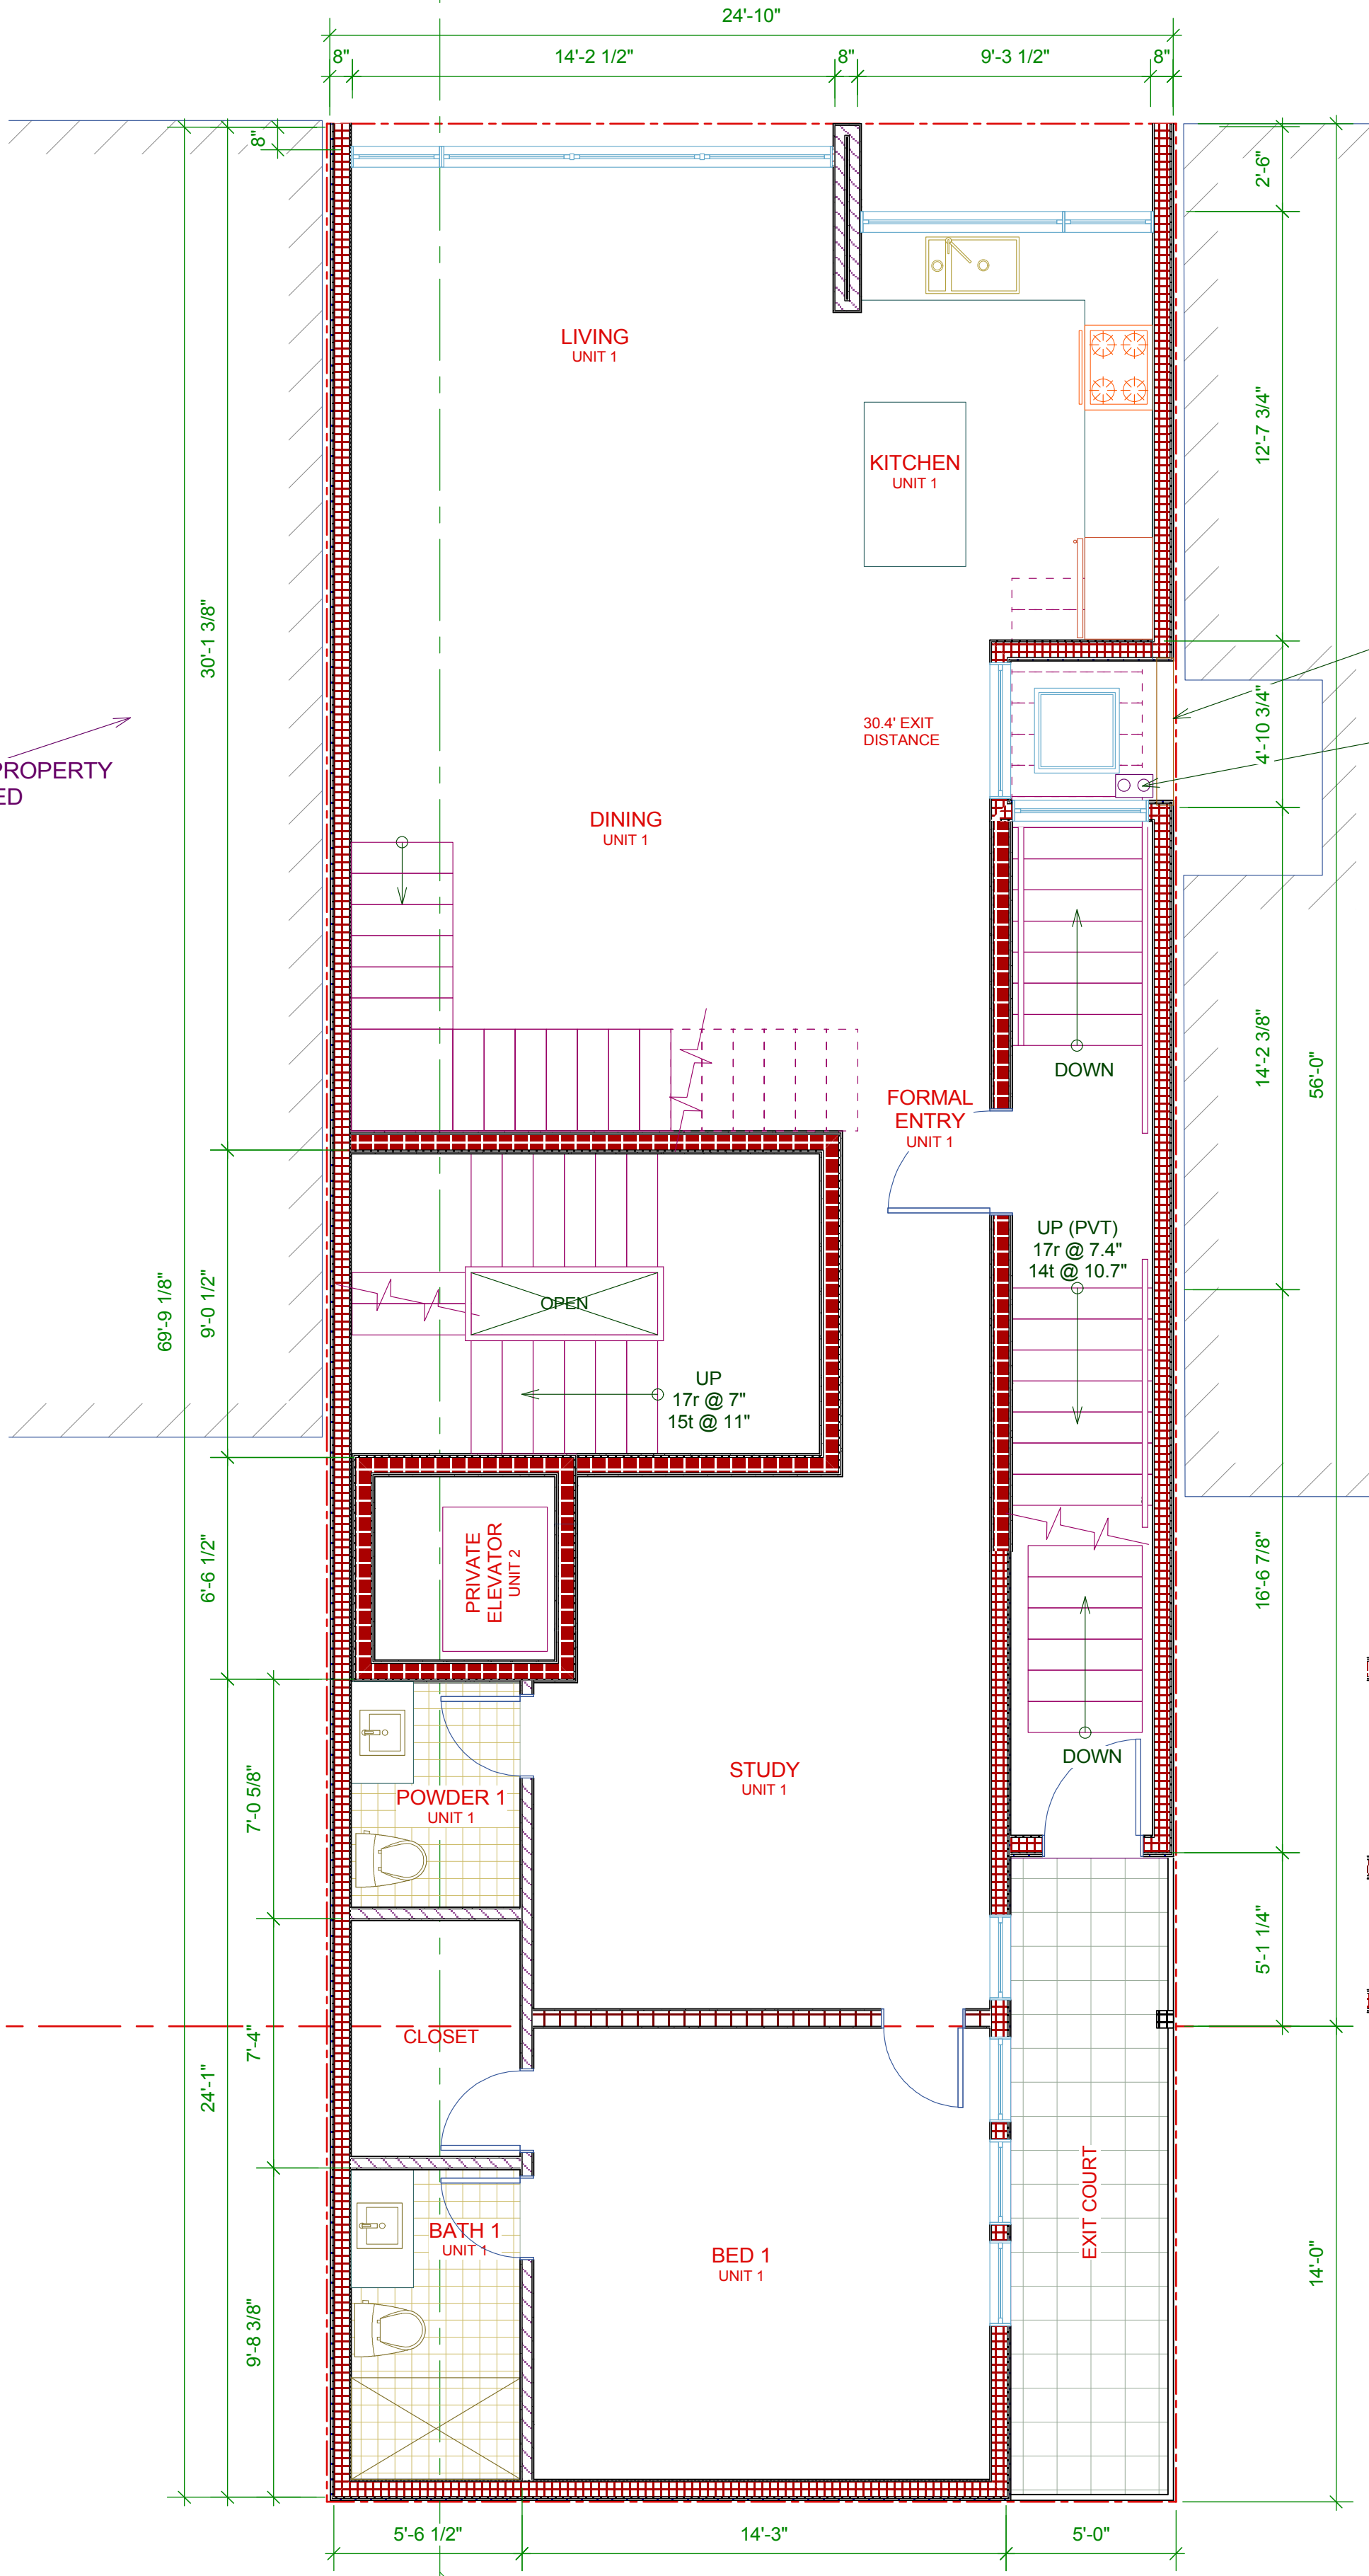 24'-10"
8"
14'-2 1/2"
8"
9'-3 1/2"
8"
8"
2'-6"
LIVING
UNIT 1
12'-7 3/4"
KITCHEN
UNIT 1
30'-1 3/8"
30.4' EXIT
DISTANCE
4'-10 3/4"
PROPERTY
ED
DINING
UNIT 1
14'-2 3/8"
56'-0"
DOWN
FORMAL
ENTRY
UNIT 1
UP (PVT)
17r @ 7.4"
14t @ 10.7"
69'-9 1/8"
9'-0 1/2"
OPEN
UP
17r @ 7"
15t @ 11"
6'-6 1/2"
PRIVATE
ELEVATOR
UNIT 2
16'-6 7/8"
DOWN
STUDY
UNIT 1
POWDER 1
UNIT 1
7'-0 5/8"
5'-1 1/4"
CLOSET
7'-4"
24'-1"
EXIT COURT
BATH 1
UNIT 1
BED 1
UNIT 1
14'-0"
9'-8 3/8"
5'-6 1/2"
14'-3"
5'-0"